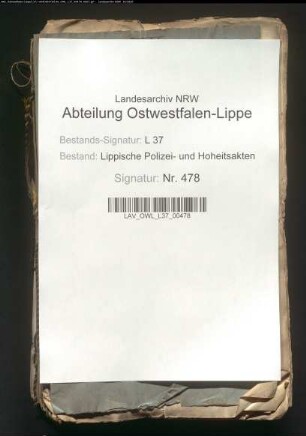 Landesarchiv NRW
Abteilung Ostwestfalen-Lippe
Bestands-Signatur: L 37
Bestand: Lippische Polizei- und Hoheitsakten
Signatur: Nr. 478
LAV_OWL_L37_00478